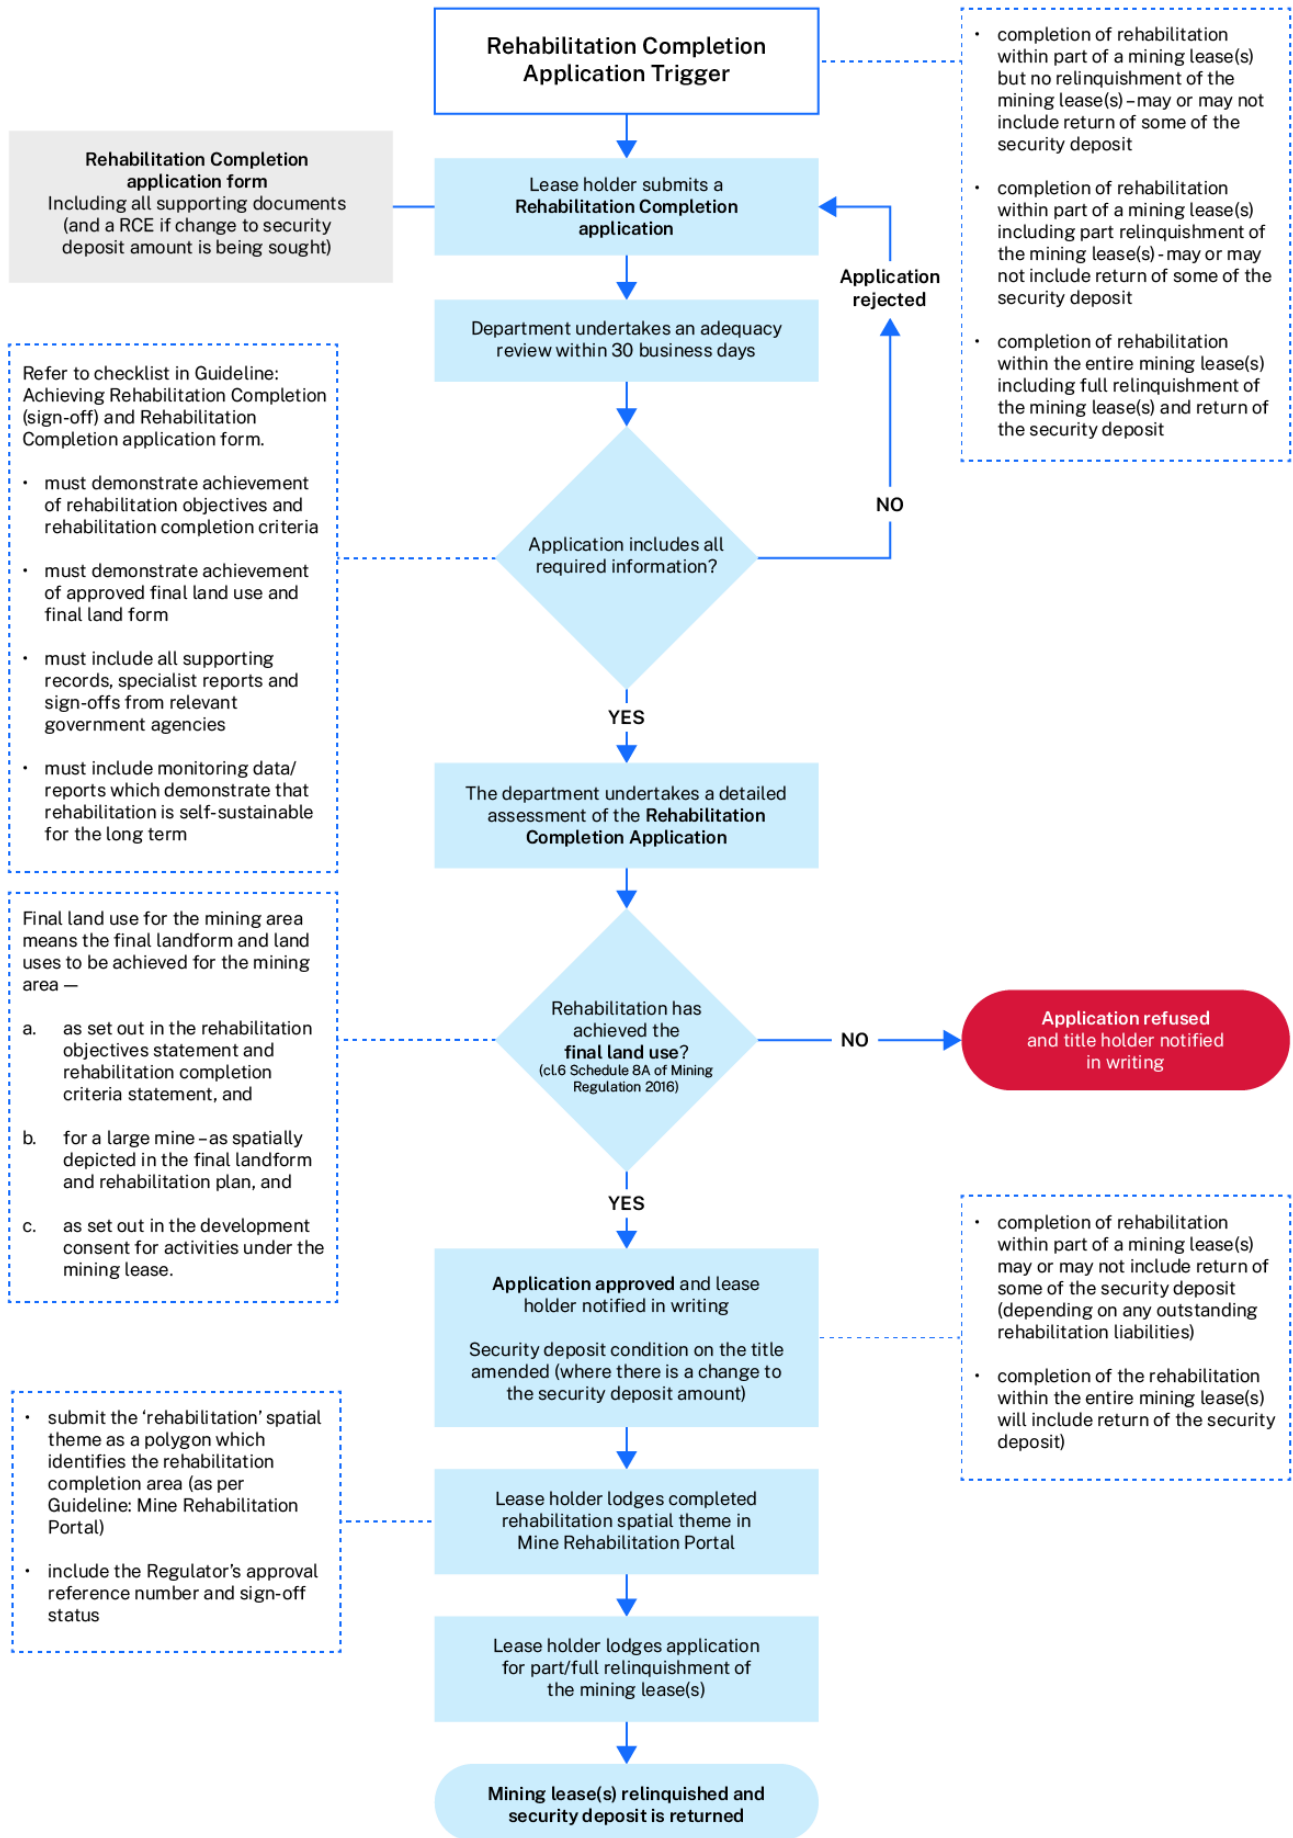 Rehabilitation Completion
Application Trigger
• completion of rehabilitation
within part of a mining lease(s)
but no relinquishment of the
mining lease(s) – may or may not
include return of some of the
security deposit
• completion of rehabilitation
within part of a mining lease(s)
including part relinquishment of
the mining lease(s) - may or may
not include return of some of the
security deposit
• completion of rehabilitation
within the entire mining lease(s)
including full relinquishment of
the mining lease(s) and return of
the security deposit
Rehabilitation Completion
application form
Including all supporting documents
(and a RCE if change to security
deposit amount is being sought)
Lease holder submits a
Rehabilitation Completion
application
Application
rejected
Department undertakes an adequacy
review within 30 business days
Refer to checklist in Guideline:
Achieving Rehabilitation Completion
(sign-off) and Rehabilitation
Completion application form.
• must demonstrate achievement
of rehabilitation objectives and
rehabilitation completion criteria
• must demonstrate achievement
of approved final land use and
final land form
• must include all supporting
records, specialist reports and
sign-offs from relevant
government agencies
• must include monitoring data/
reports which demonstrate that
rehabilitation is self-sustainable
for the long term
Application includes all
required information?
NO
YES
The department undertakes a detailed
assessment of the Rehabilitation
Completion Application
Final land use for the mining area
means the final landform and land
uses to be achieved for the mining
area —
a. as set out in the rehabilitation
objectives statement and
rehabilitation completion
criteria statement, and
b. for a large mine – as spatially
depicted in the final landform
and rehabilitation plan, and
c. as set out in the development
consent for activities under the
mining lease.
Rehabilitation has
achieved the
final land use?
(cl.6 Schedule 8A of Mining
Regulation 2016)
NO
Application refused
and title holder notified
in writing
YES
Application approved and lease
holder notified in writing
Security deposit condition on the title
amended (where there is a change to
the security deposit amount)
• completion of rehabilitation
within part of a mining lease(s)
may or may not include return of
some of the security deposit
(depending on any outstanding
rehabilitation liabilities)
• completion of the rehabilitation
within the entire mining lease(s)
will include return of the security
deposit)
• submit the ‘rehabilitation’ spatial
theme as a polygon which
identifies the rehabilitation
completion area (as per
Guideline: Mine Rehabilitation
Portal)
• include the Regulator’s approval
reference number and sign-off
status
Lease holder lodges completed
rehabilitation spatial theme in
Mine Rehabilitation Portal
Lease holder lodges application
for part/full relinquishment of
the mining lease(s)
Mining lease(s) relinquished and
security deposit is returned